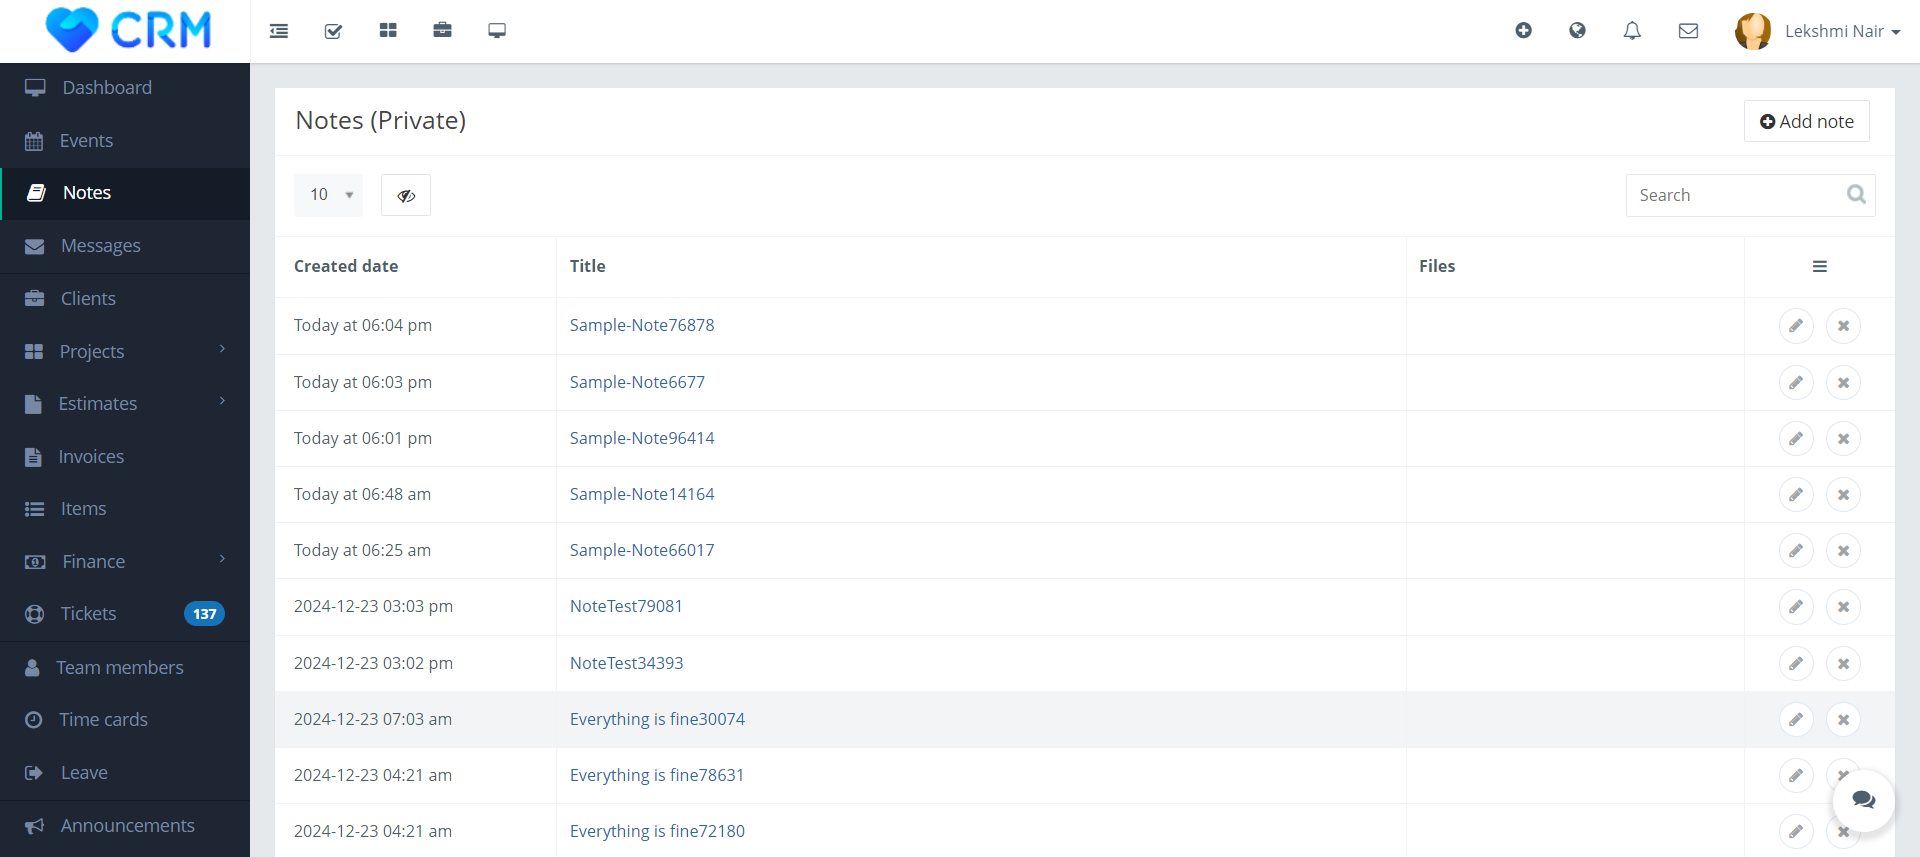 CRM
Lekshmi Nair
Dashboard
Events
Notes
Messages
Clients
Projects
Estimates
Invoices
Items
Finance
Tickets 137
Team members
Time cards
Leave
Announcements
Notes (Private)
Add note
10
Search
Created date Title Files
Today at 06:04 pm Sample-Note76878
Today at 06:03 pm Sample-Note6677
Today at 06:01 pm Sample-Note96414
Today at 06:48 am Sample-Note14164
Today at 06:25 am Sample-Note66017
2024-12-23 03:03 pm NoteTest79081
2024-12-23 03:02 pm NoteTest34393
2024-12-23 07:03 am Everything is fine30074
2024-12-23 04:21 am Everything is fine78631
2024-12-23 04:21 am Everything is fine72180